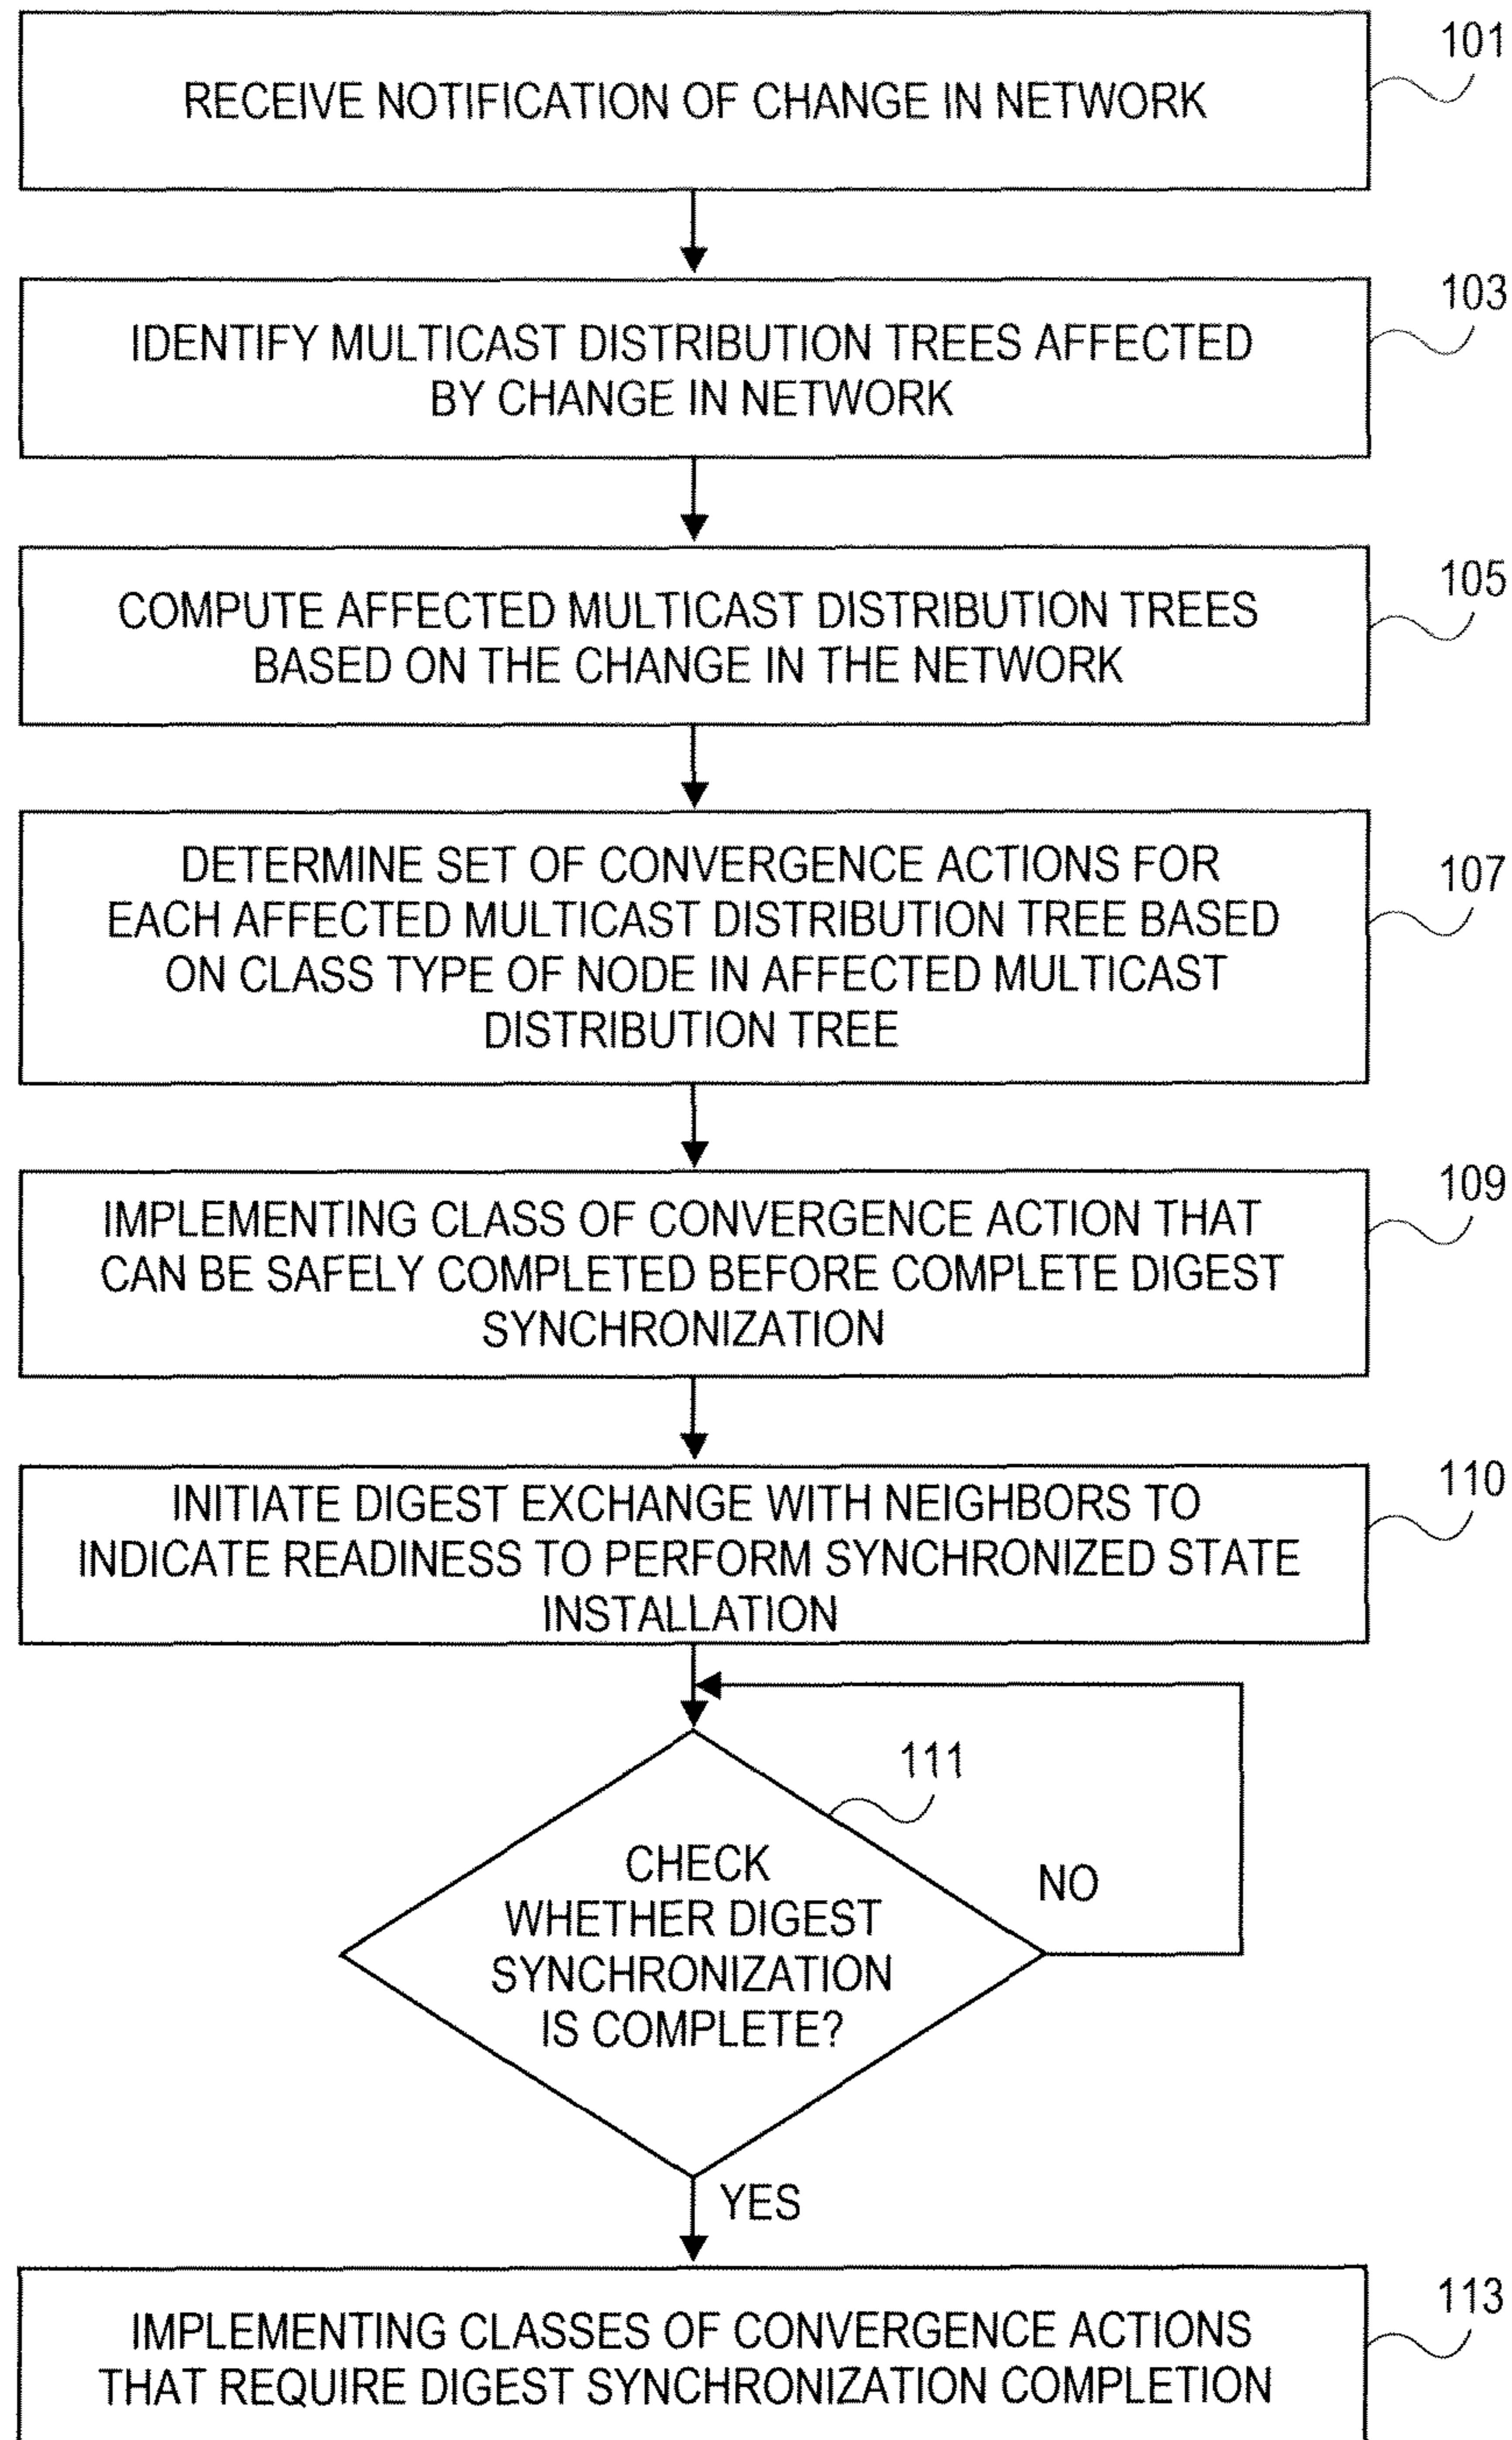 101
RECEIVE NOTIFICATION OF CHANGE IN NETWORK
103
IDENTIFY MULTICAST DISTRIBUTION TREES AFFECTED
BY CHANGE IN NETWORK
105
COMPUTE AFFECTED MULTICAST DISTRIBUTION TREES
BASED ON THE CHANGE IN THE NETWORK
107
DETERMINE SET OF CONVERGENCE ACTIONS FOR
EACH AFFECTED MULTICAST DISTRIBUTION TREE BASED
ON CLASS TYPE OF NODE IN AFFECTED MULTICAST
DISTRIBUTION TREE
109
IMPLEMENTING CLASS OF CONVERGENCE ACTION THAT
CAN BE SAFELY COMPLETED BEFORE COMPLETE DIGEST
SYNCHRONIZATION
110
INITIATE DIGEST EXCHANGE WITH NEIGHBORS TO
INDICATE READINESS TO PERFORM SYNCHRONIZED STATE
INSTALLATION
111
CHECK
WHETHER DIGEST
SYNCHRONIZATION
IS COMPLETE?
NO
YES
113
IMPLEMENTING CLASSES OF CONVERGENCE ACTIONS
THAT REQUIRE DIGEST SYNCHRONIZATION COMPLETION